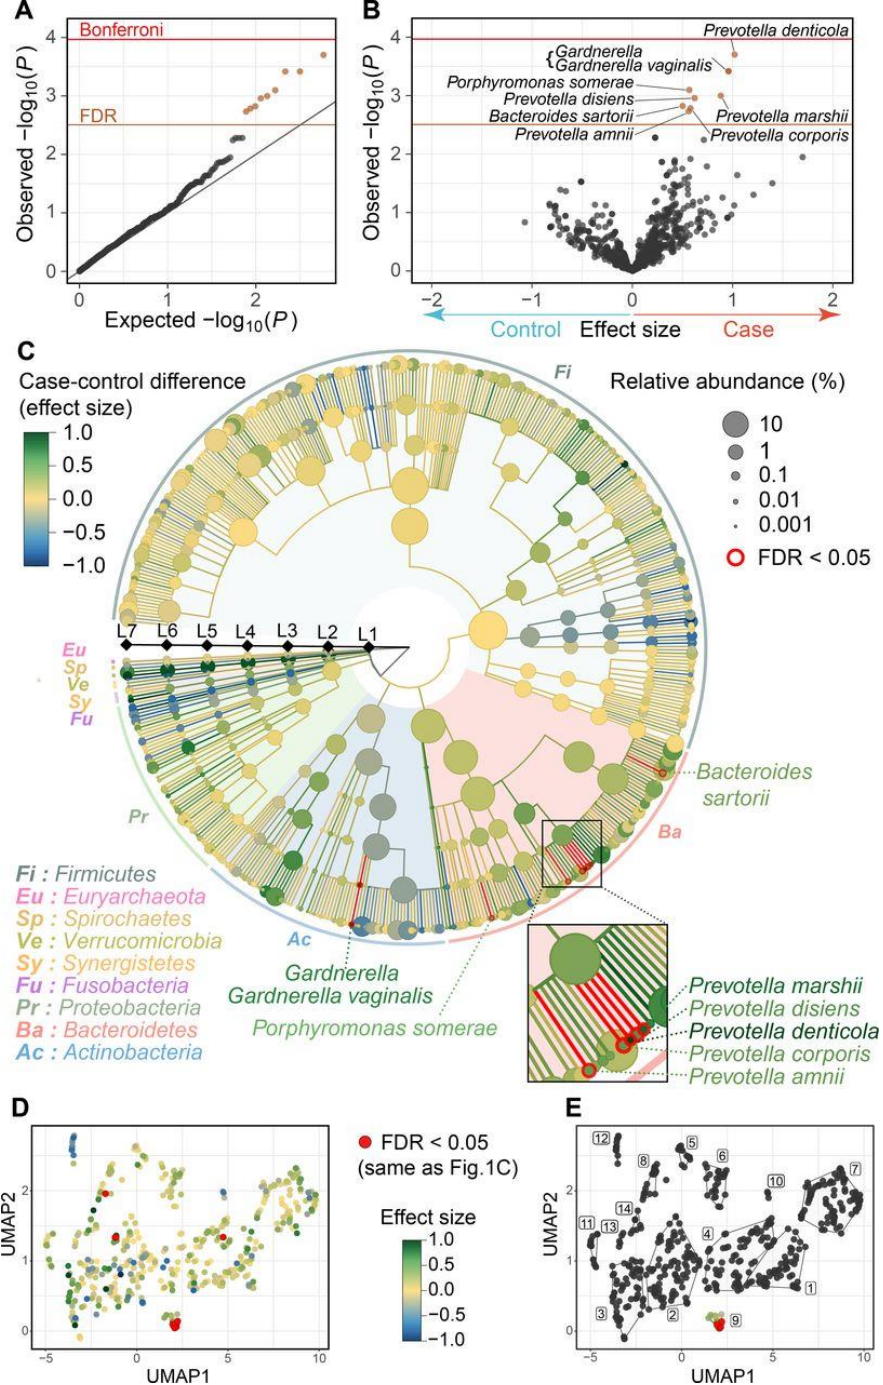 A
Bonferroni
FDR
4
3
2
1
0
0
1
2
Observed −log10(P)
Expected −log10(P)
B
Prevotella denticola
Gardnerella
{
Gardnerella vaginalis
Porphyromonas somerae
Prevotella disiens
Bacteroides sartorii
Prevotella marshii
Prevotella amnii
Prevotella corporis
4
3
2
1
0
−2
−1
0
1
2
Observed −log10(P)
Control
Effect size
Case
C
Case-control difference
(effect size)
1.0
0.5
0.0
−0.5
−1.0
Fi
Relative abundance (%)
10
1
0.1
0.01
0.001
FDR < 0.05
L7
L6
L5
L4
L3
L2
L1
Eu
Sp
Ve
Sy
Fu
Pr
Ac
Ba
Bacteroides
sartorii
Fi : Firmicutes
Eu : Euryarchaeota
Sp : Spirochaetes
Ve : Verrucomicrobia
Sy : Synergistetes
Fu : Fusobacteria
Pr : Proteobacteria
Ba : Bacteroidetes
Ac : Actinobacteria
Gardnerella
Gardnerella vaginalis
Porphyromonas somerae
Prevotella marshii
Prevotella disiens
Prevotella denticola
Prevotella corporis
Prevotella amnii
D
2
1
0
−5
0
5
10
UMAP2
UMAP1
FDR < 0.05
(same as Fig.1C)
Effect size
1.0
0.5
0.0
−0.5
−1.0
E
12
5
8
6
7
10
14
11
13
4
3
2
1
9
2
1
0
−5
0
5
10
UMAP2
UMAP1